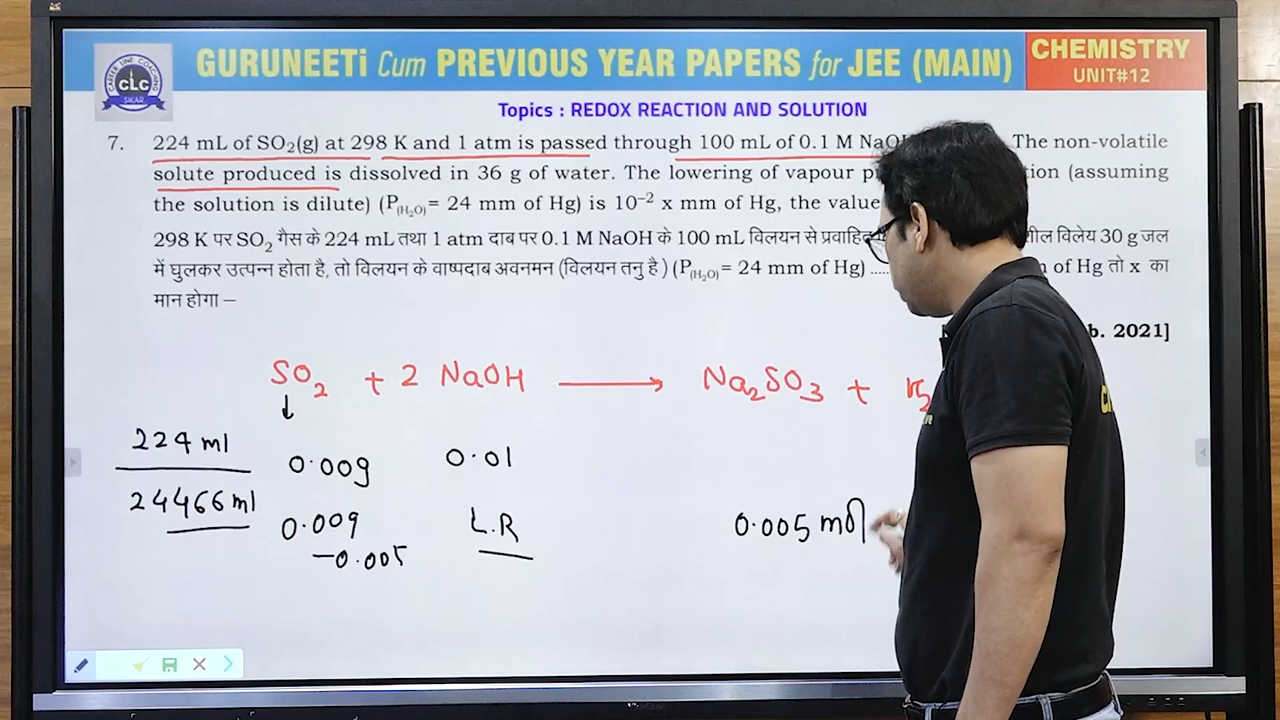 GURUNEETi Cum PREVIOUS YEAR PAPERS for JEE (MAIN)
CHEMISTRY
UNIT#12
CLC
SIKAR
Topics : REDOX REACTION AND SOLUTION
7. 224 mL of SO₂(g) at 298 K and 1 atm is passed through 100 mL of 0.1 M NaO The non-volatile
solute produced is dissolved in 36 g of water. The lowering of vapour p tion (assuming
the solution is dilute) (P(H₂O)= 24 mm of Hg) is 10⁻² x mm of Hg, the value
298 K पर SO₂ गैस के 224 mL तथा 1 atm दाब पर 0.1 M NaOH के 100 mL विलयन से प्रवाहि शील विलेय 30 g जल
में घुलकर उत्पन्न होता है, तो विलयन के वाष्पदाब अवनमन (विलयन तनु है) (P(H₂O)= 24 mm of Hg) ..... of Hg तो x का
मान होगा –
b. 2021]
SO₂ + 2 NaOH ⟶ Na₂SO₃ +
↓
224 ml
0.009 0.01
24466 ml
0.009 L.R 0.005 mol
−0.005